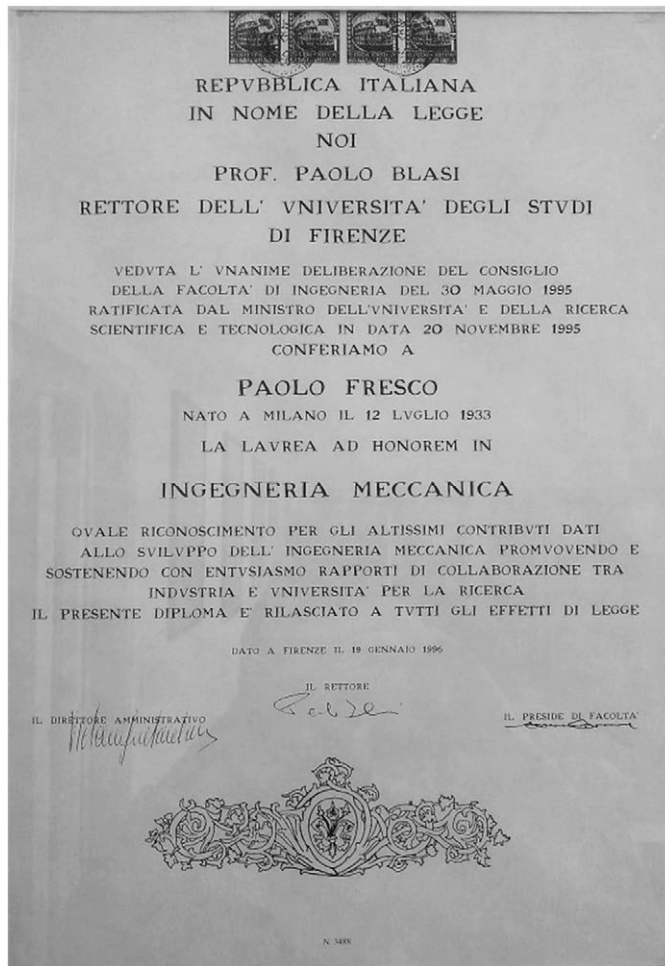 REPVBBLICA ITALIANA
IN NOME DELLA LEGGE
NOI
PROF. PAOLO BLASI
RETTORE DELL' VNIVERSITA' DEGLI STVDI
DI FIRENZE
VEDVTA L' VNANIME DELIBERAZIONE DEL CONSIGLIO
DELLA FACOLTA' DI INGEGNERIA DEL 30 MAGGIO 1995
RATIFICATA DAL MINISTRO DELL'VNIVERSITA' E DELLA RICERCA
SCIENTIFICA E TECNOLOGICA IN DATA 20 NOVEMBRE 1995
CONFERIAMO A
PAOLO FRESCO
NATO A MILANO IL 12 LVGLIO 1933
LA LAVREA AD HONOREM IN
INGEGNERIA MECCANICA
QVALE RICONOSCIMENTO PER GLI ALTISSIMI CONTRIBVTI DATI
ALLO SVILVPPO DELL' INGEGNERIA MECCANICA PROMVOVENDO E
SOSTENENDO CON ENTVSIASMO RAPPORTI DI COLLABORAZIONE TRA
INDVSTRIA E VNIVERSITA' PER LA RICERCA
IL PRESENTE DIPLOMA E' RILASCIATO A TVTTI GLI EFFETTI DI LEGGE
DATO A FIRENZE IL 19 GENNAIO 1996
IL RETTORE
IL DIRETTORE AMMINISTRATIVO
IL PRESIDE DI FACOLTA'
N. 3488